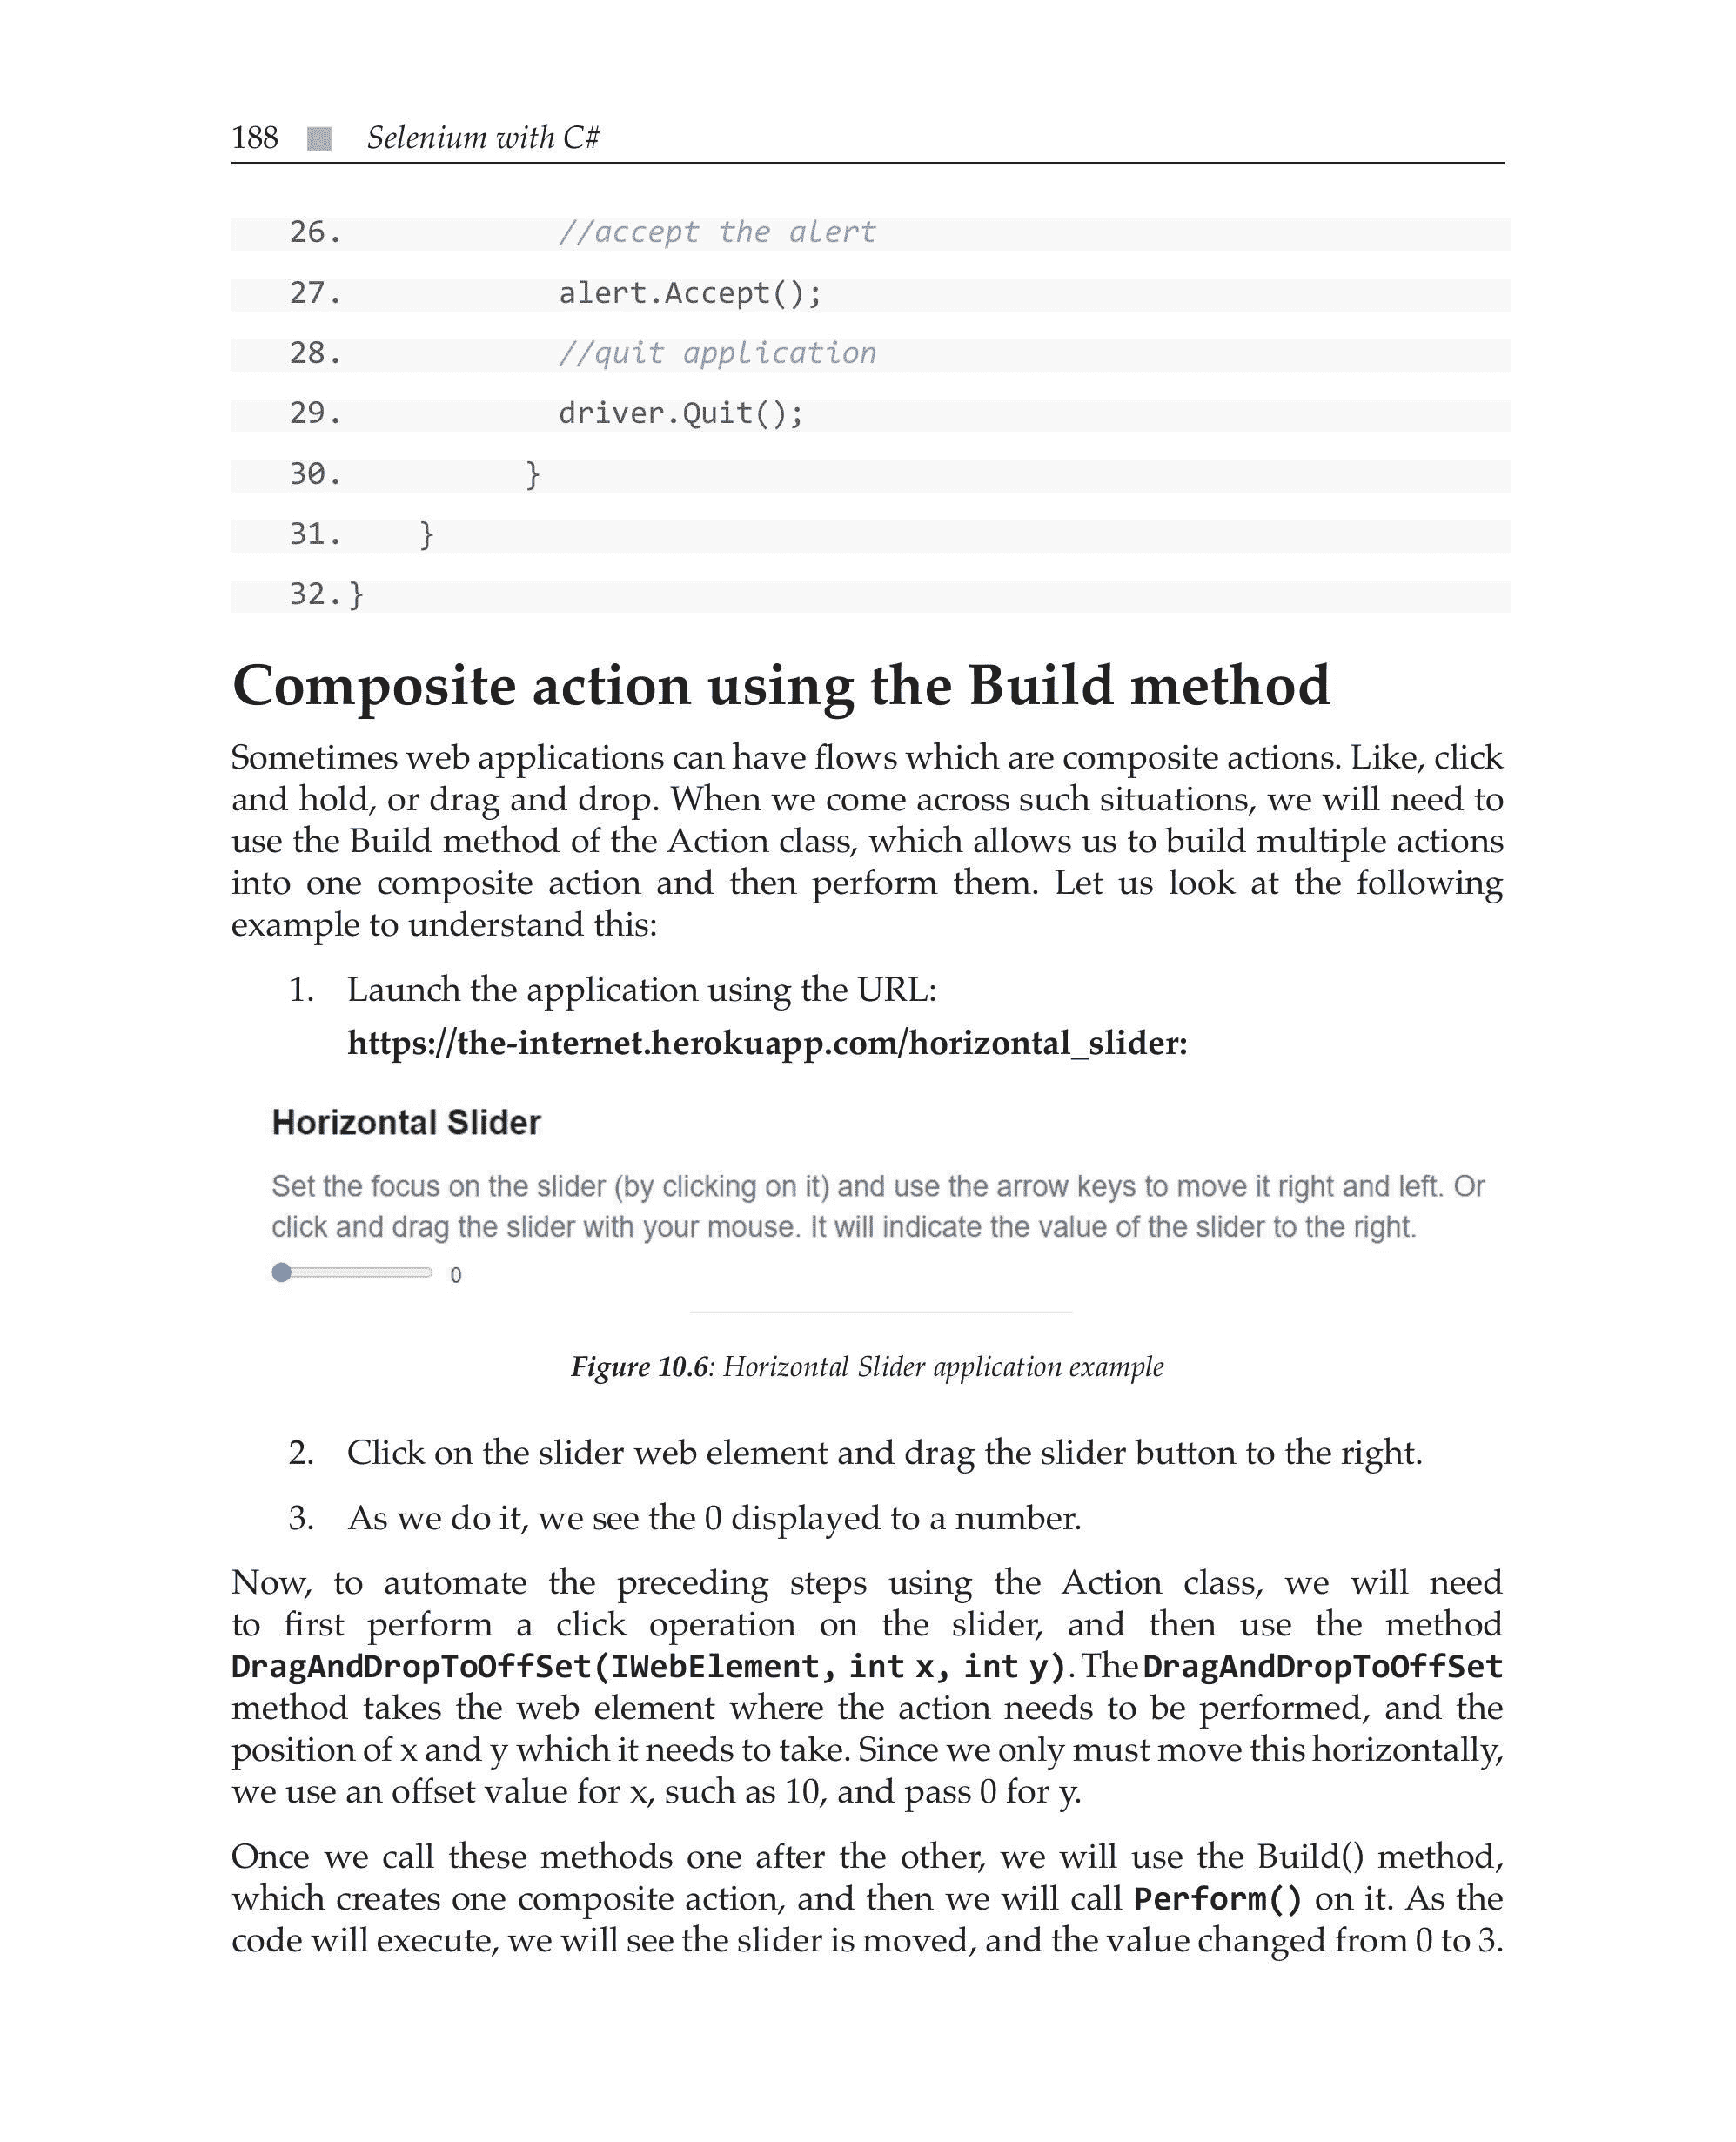 188 Selenium with C#
26. //accept the alert
27. alert.Accept();
28. //quit application
29. driver.Quit();
30. }
31. }
32.}
Composite action using the Build method
Sometimes web applications can have flows which are composite actions. Like, click
and hold, or drag and drop. When we come across such situations, we will need to
use the Build method of the Action class, which allows us to build multiple actions
into one composite action and then perform them. Let us look at the following
example to understand this:
1. Launch the application using the URL:
https://the-internet.herokuapp.com/horizontal_slider:
Horizontal Slider
Set the focus on the slider (by clicking on it) and use the arrow keys to move it right and left. Or
click and drag the slider with your mouse. It will indicate the value of the slider to the right.
0
Figure 10.6: Horizontal Slider application example
2. Click on the slider web element and drag the slider button to the right.
3. As we do it, we see the 0 displayed to a number.
Now, to automate the preceding steps using the Action class, we will need
to first perform a click operation on the slider, and then use the method
DragAndDropToOffSet(IWebElement, int x, int y). The DragAndDropToOffSet
method takes the web element where the action needs to be performed, and the
position of x and y which it needs to take. Since we only must move this horizontally,
we use an offset value for x, such as 10, and pass 0 for y.
Once we call these methods one after the other, we will use the Build() method,
which creates one composite action, and then we will call Perform() on it. As the
code will execute, we will see the slider is moved, and the value changed from 0 to 3.